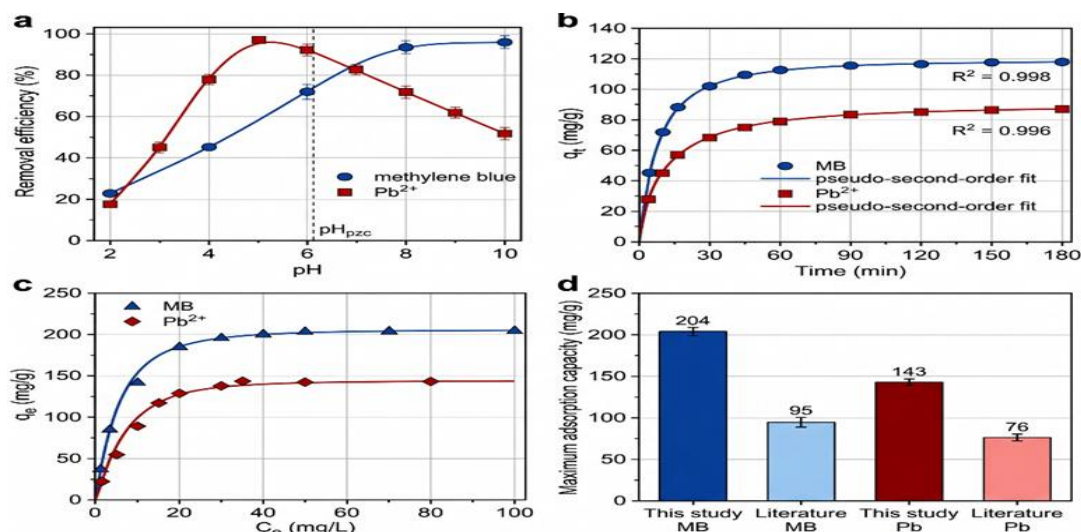 a
100
80
60
40
20
0
Removal efficiency (%)
methylene blue
Pb²⁺
pH_pzc
2 4 6 8 10
pH
b
140
120
100
80
60
40
20
0
qₜ (mg/g)
R² = 0.998
R² = 0.996
MB
pseudo-second-order fit
Pb²⁺
pseudo-second-order fit
0 30 60 90 120 150 180
Time (min)
c
250
200
150
100
50
0
qₑ (mg/g)
MB
Pb²⁺
0 20 40 60 80 100
Cₑ (mg/L)
d
250
200
150
100
50
0
Maximum adsorption capacity (mg/g)
204
95
143
76
This study Literature This study Literature
MB MB Pb Pb